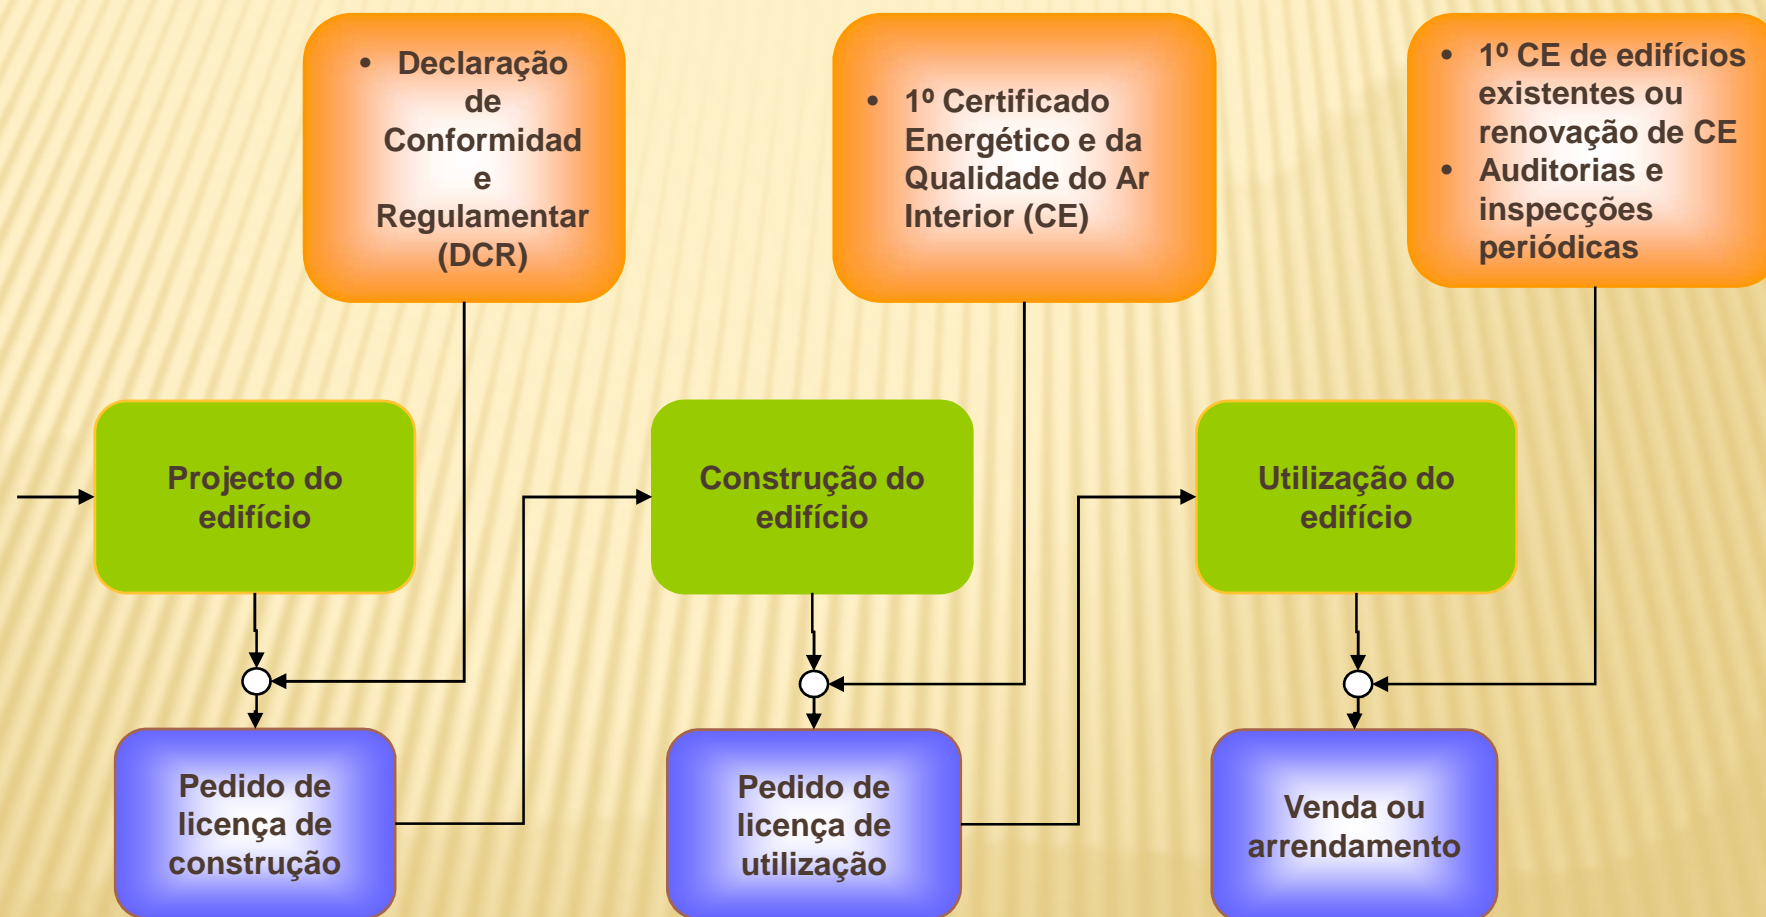 • Declaração
de
Conformidad
e
Regulamentar
(DCR)
• 1º Certificado
Energético e da
Qualidade do Ar
Interior (CE)
• 1º CE de edifícios
existentes ou
renovação de CE
• Auditorias e
inspecções
periódicas
Projecto do
edifício
Construção do
edifício
Utilização do
edifício
Pedido de
licença de
construção
Pedido de
licença de
utilização
Venda ou
arrendamento